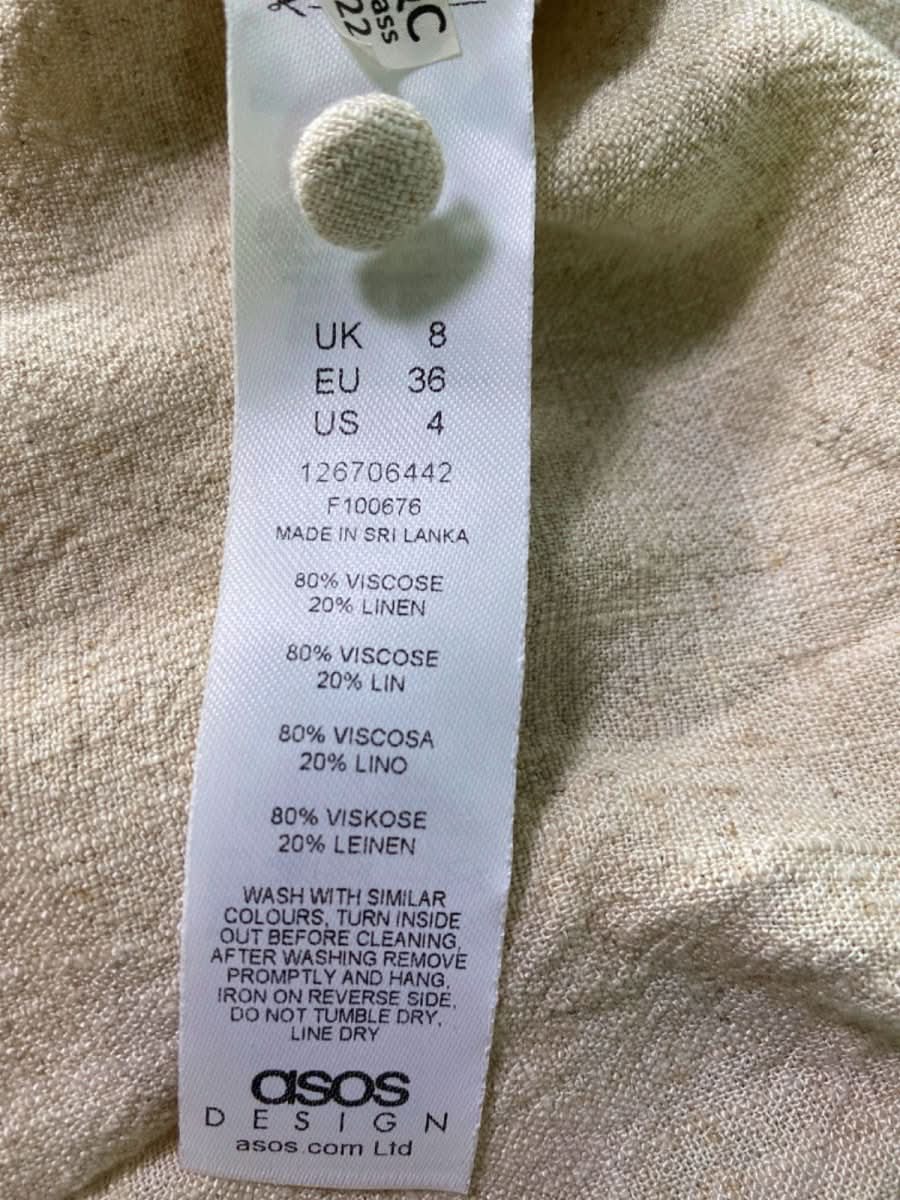 QC
ass
22
UK 8
EU 36
US 4
126706442
F100676
MADE IN SRI LANKA
80% VISCOSE
20% LINEN
80% VISCOSE
20% LIN
80% VISCOSA
20% LINO
80% VISKOSE
20% LEINEN
WASH WITH SIMILAR
COLOURS, TURN INSIDE
OUT BEFORE CLEANING,
AFTER WASHING REMOVE
PROMPTLY AND HANG,
IRON ON REVERSE SIDE,
DO NOT TUMBLE DRY,
LINE DRY
asos
DESIGN
asos.com Ltd